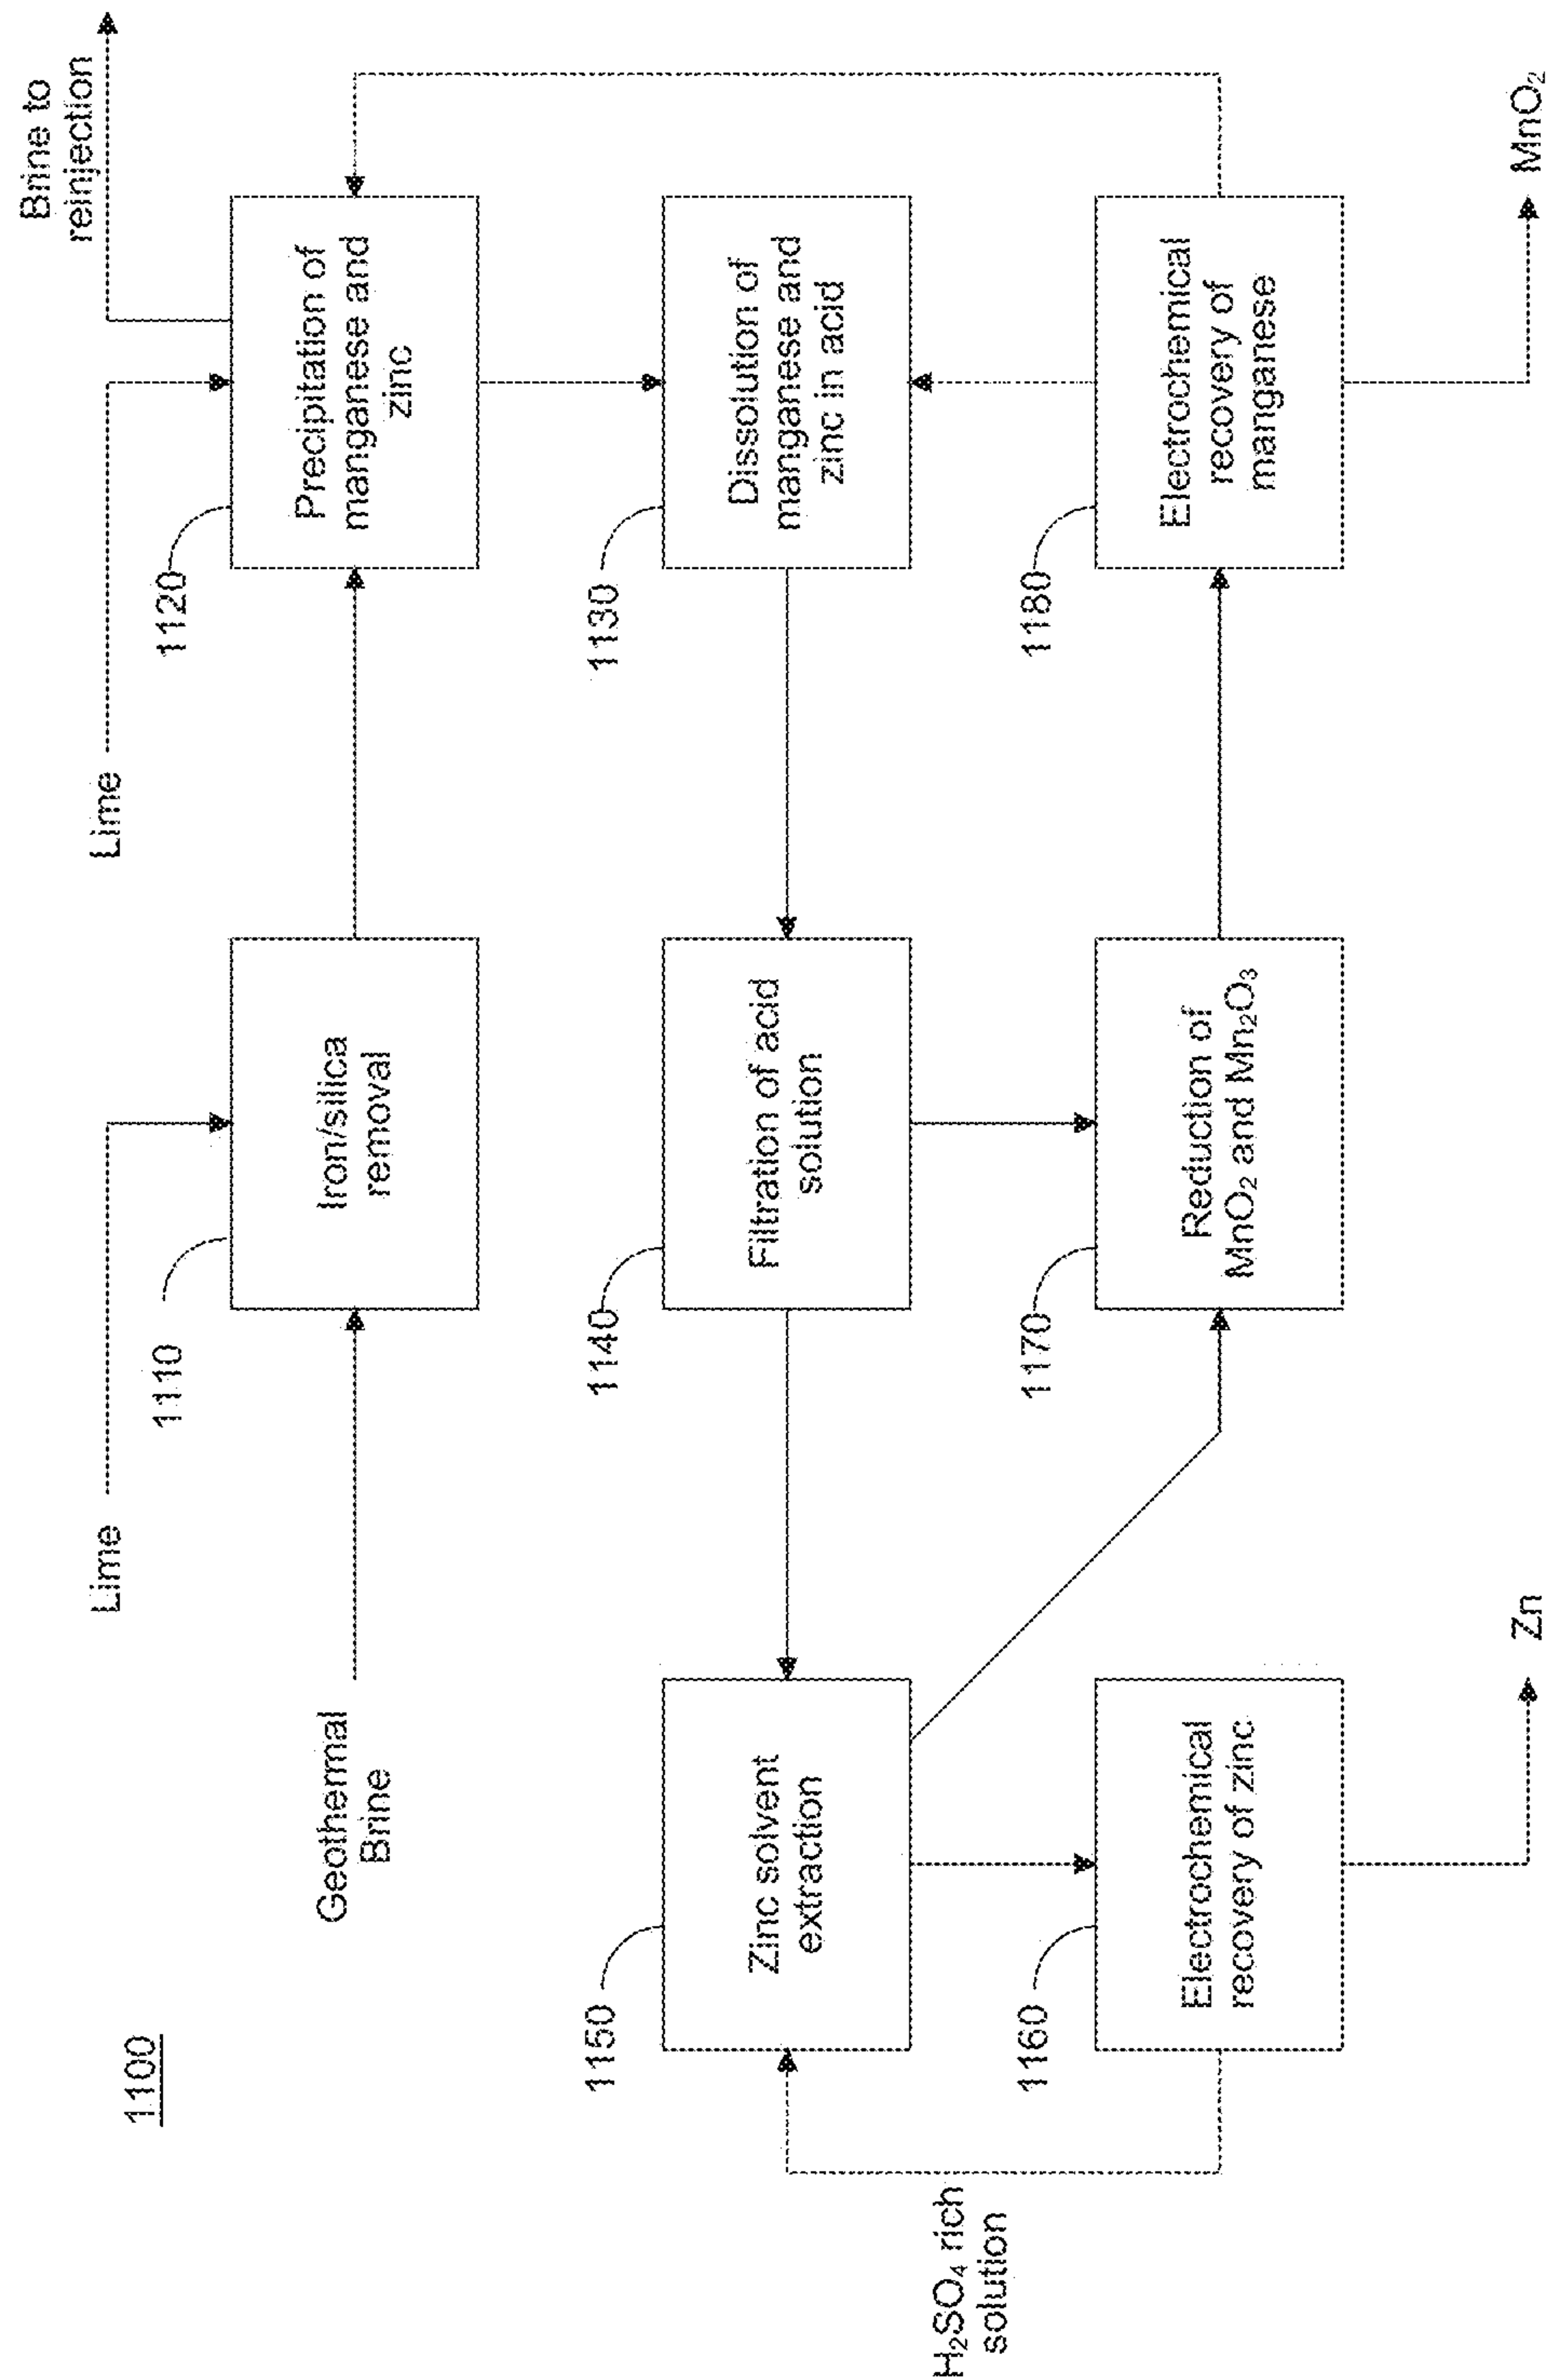 1100
Lime
Lime
Brine to
reinjection
Geothermal
Brine
1110
Iron/silica
removal
1120
Precipitation of
manganese and
zinc
1150
Zinc solvent
extraction
1140
Filtration of acid
solution
1130
Dissolution of
manganese and
zinc in acid
H₂SO₄ rich
solution
1160
Electrochemical
recovery of zinc
1170
Reduction of
MnO₂ and Mn₂O₃
1180
Electrochemical
recovery of
manganese
Zn
MnO₂